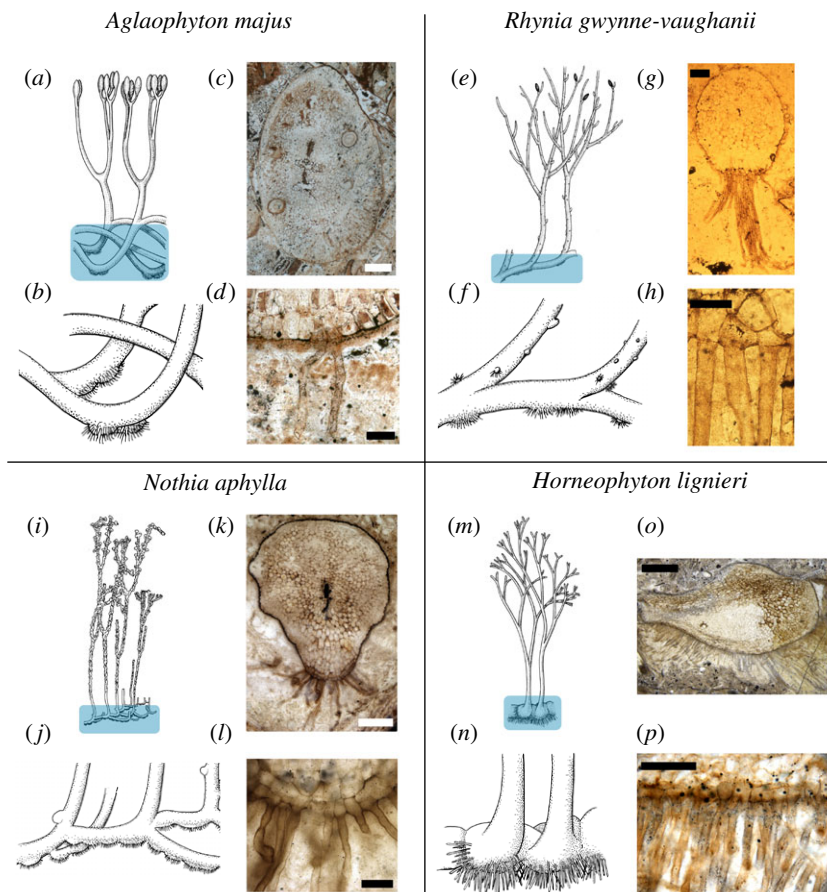 Aglaophyton majus
Rhynia gwynne-vaughanii
(a)
(c)
(e)
(g)
(b)
(d)
(f)
(h)
Nothia aphylla
Horneophyton lignieri
(i)
(k)
(m)
(o)
(j)
(l)
(n)
(p)